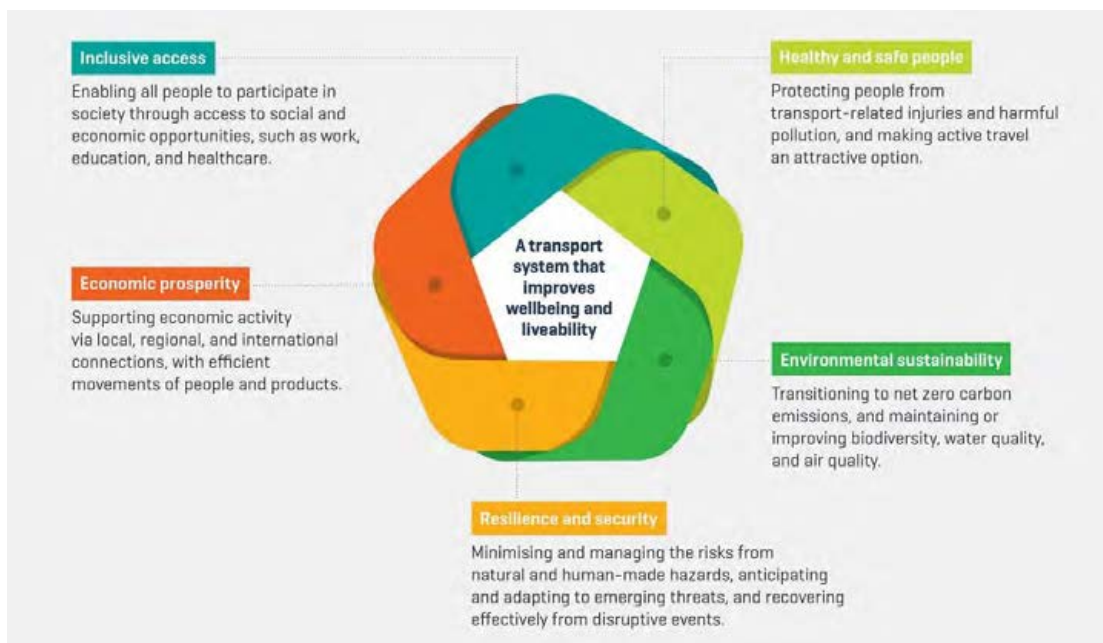 Inclusive access
Enabling all people to participate in
society through access to social and
economic opportunities, such as work,
education, and healthcare.
Healthy and safe people
Protecting people from
transport-related injuries and harmful
pollution, and making active travel
an attractive option.
A transport
system that
improves
wellbeing and
liveability
Economic prosperity
Supporting economic activity
via local, regional, and international
connections, with efficient
movements of people and products.
Environmental sustainability
Transitioning to net zero carbon
emissions, and maintaining or
improving biodiversity, water quality,
and air quality.
Resilience and security
Minimising and managing the risks from
natural and human-made hazards, anticipating
and adapting to emerging threats, and recovering
effectively from disruptive events.